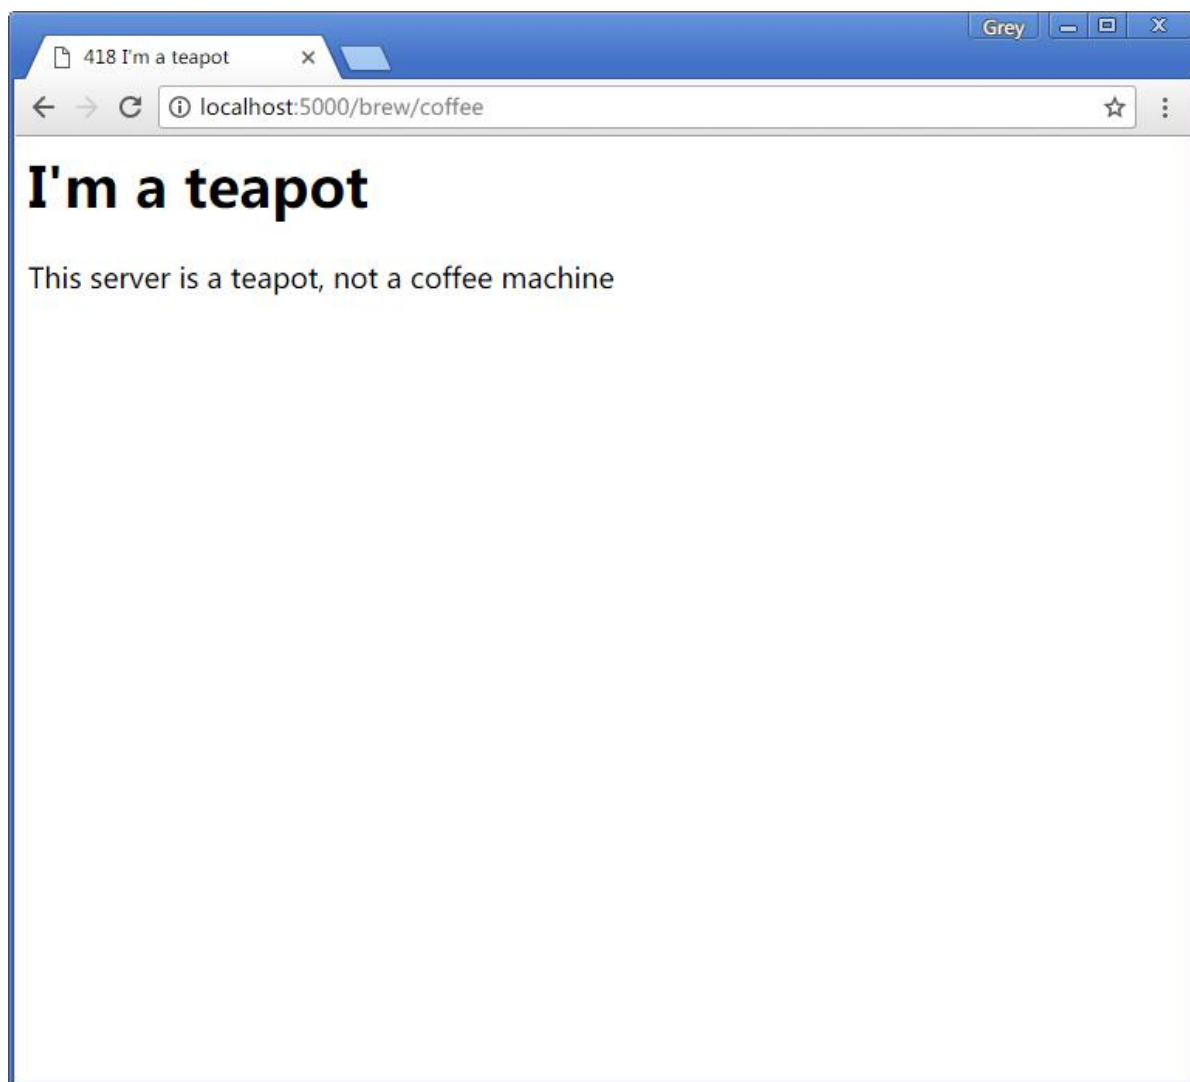 Grey
418 I'm a teapot
localhost:5000/brew/coffee
I'm a teapot
This server is a teapot, not a coffee machine